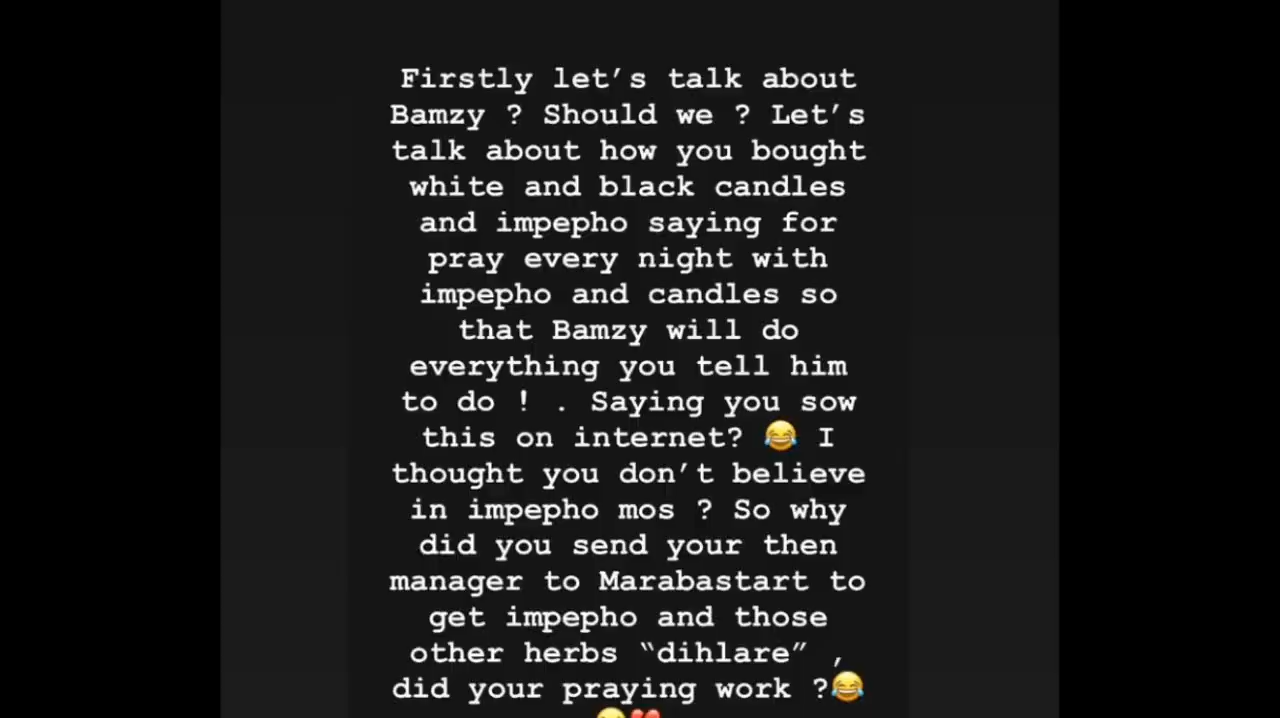 Firstly let’s talk about
Bamzy ? Should we ? Let’s
talk about how you bought
white and black candles
and impepho saying for
pray every night with
impepho and candles so
that Bamzy will do
everything you tell him
to do ! . Saying you sow
this on internet? 😂 I
thought you don’t believe
in impepho mos ? So why
did you send your then
manager to Marabastart to
get impepho and those
other herbs “dihlare” ,
did your praying work ?😂